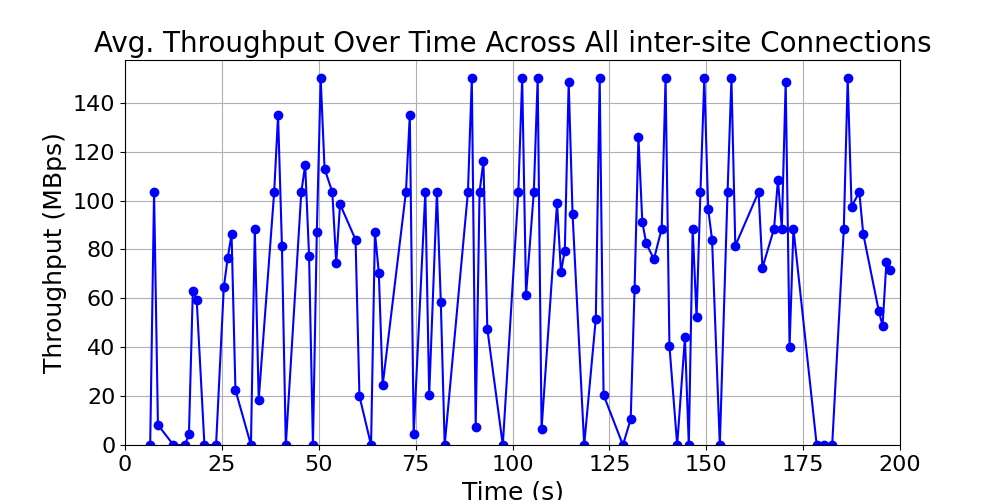 Avg. Throughput Over Time Across All inter-site Connections
Throughput (MBps)
140
120
100
80
60
40
20
0
0 25 50 75 100 125 150 175 200
Time (s)